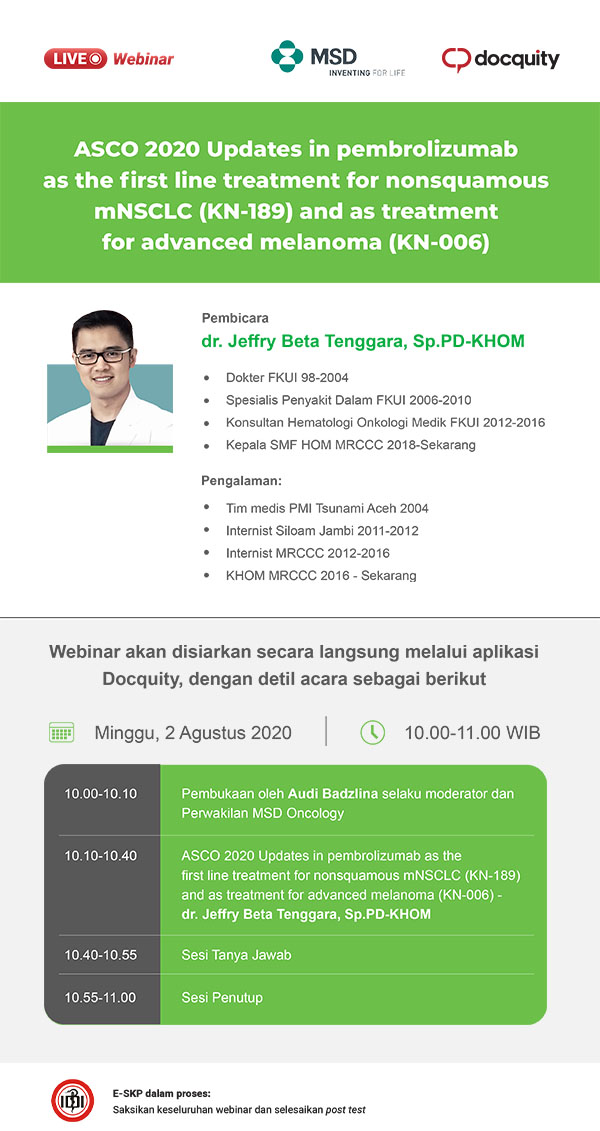 LIVE Webinar
MSD
INVENTING FOR LIFE
docquity
ASCO 2020 Updates in pembrolizumab
as the first line treatment for nonsquamous
mNSCLC (KN-189) and as treatment
for advanced melanoma (KN-006)
Pembicara
dr. Jeffry Beta Tenggara, Sp.PD-KHOM
• Dokter FKUI 98-2004
• Spesialis Penyakit Dalam FKUI 2006-2010
• Konsultan Hematologi Onkologi Medik FKUI 2012-2016
• Kepala SMF HOM MRCCC 2018-Sekarang
Pengalaman:
• Tim medis PMI Tsunami Aceh 2004
• Internist Siloam Jambi 2011-2012
• Internist MRCCC 2012-2016
• KHOM MRCCC 2016 - Sekarang
Webinar akan disiarkan secara langsung melalui aplikasi
Docquity, dengan detil acara sebagai berikut
Minggu, 2 Agustus 2020 | 10.00-11.00 WIB
10.00-10.10 Pembukaan oleh Audi Badzlina selaku moderator dan
Perwakilan MSD Oncology
10.10-10.40 ASCO 2020 Updates in pembrolizumab as the
first line treatment for nonsquamous mNSCLC (KN-189)
and as treatment for advanced melanoma (KN-006) -
dr. Jeffry Beta Tenggara, Sp.PD-KHOM
10.40-10.55 Sesi Tanya Jawab
10.55-11.00 Sesi Penutup
IDI
E-SKP dalam proses:
Saksikan keseluruhan webinar dan selesaikan post test